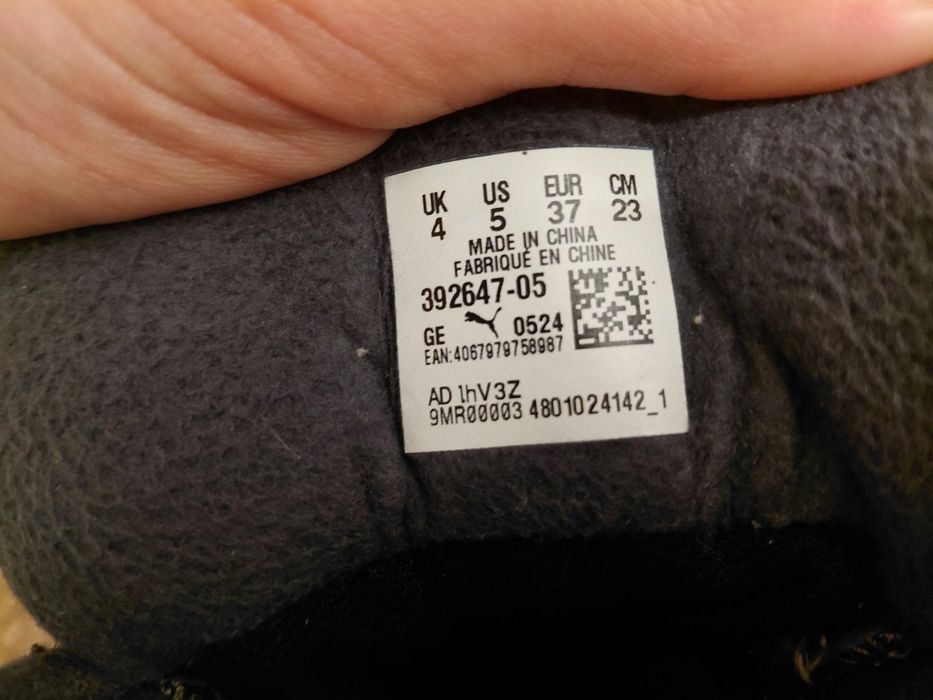 UK US EUR CM
4 5 37 23
MADE IN CHINA
FABRIQUÉ EN CHINE
392647-05
GE 0524
EAN:4067979758987
AD 1hV3Z
9MR00003 4801024142_1